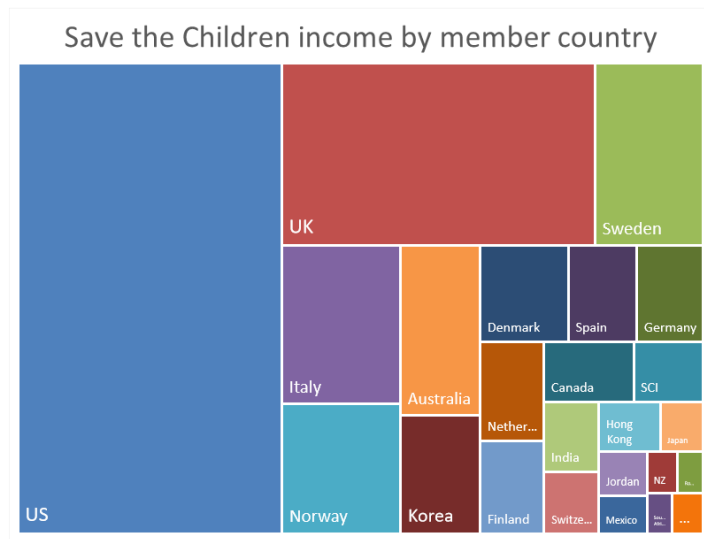 Save the Children income by member country
US
UK
Sweden
Italy
Norway
Australia
Korea
Denmark
Spain
Germany
Nether...
Finland
Canada
SCI
India
Switze...
Hong
Kong
Japan
Jordan
NZ
Mexico
...